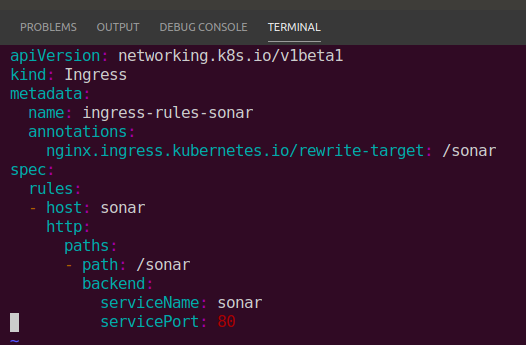 PROBLEMS OUTPUT DEBUG CONSOLE TERMINAL
apiVersion: networking.k8s.io/v1beta1
kind: Ingress
metadata:
  name: ingress-rules-sonar
  annotations:
    nginx.ingress.kubernetes.io/rewrite-target: /sonar
spec:
  rules:
  - host: sonar
    http:
      paths:
      - path: /sonar
        backend:
          serviceName: sonar
          servicePort: 80
~